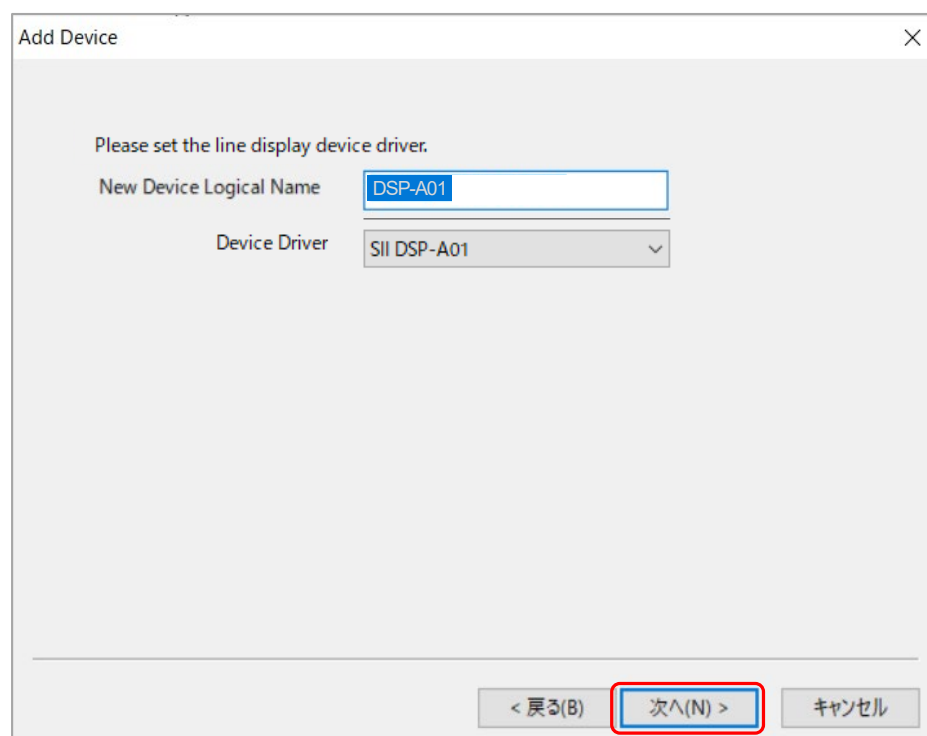 Add Device
Please set the line display device driver.
New Device Logical Name DSP-A01
Device Driver SII DSP-A01
< 戻る(B) 次へ(N) > キャンセル